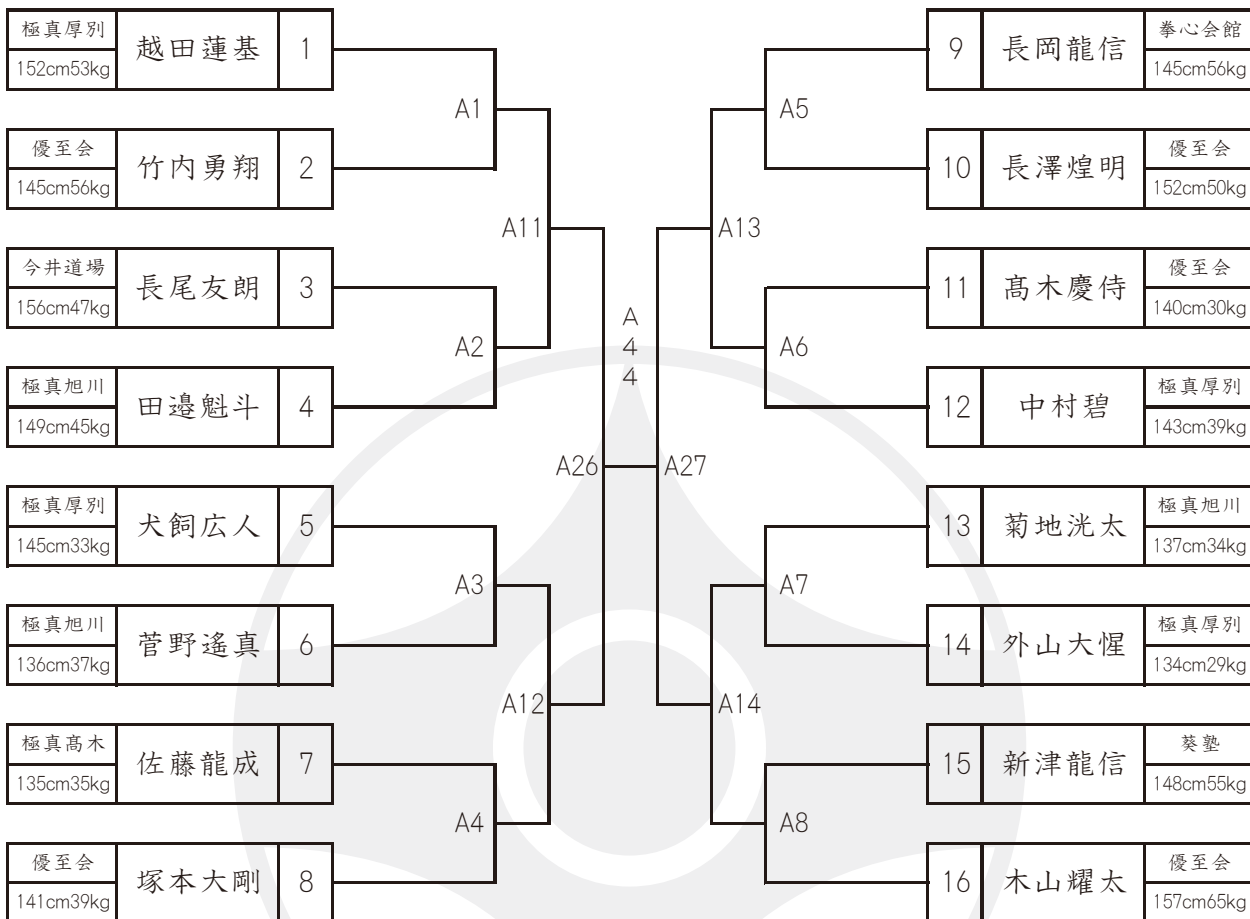 極真厚別
越田蓮基
1
152cm53kg
優至会
竹内勇翔
2
145cm56kg
今井道場
長尾友朗
3
156cm47kg
極真旭川
田邉魁斗
4
149cm45kg
極真厚別
犬飼広人
5
145cm33kg
極真旭川
菅野遙真
6
136cm37kg
極真髙木
佐藤龍成
7
135cm35kg
優至会
塚本大剛
8
141cm39kg
A1
A2
A3
A4
A11
A12
A26
A
4
4
A27
A13
A14
A5
A6
A7
A8
9
長岡龍信
拳心会館
145cm56kg
10
長澤煌明
優至会
152cm50kg
11
髙木慶侍
優至会
140cm30kg
12
中村碧
極真厚別
143cm39kg
13
菊地洸太
極真旭川
137cm34kg
14
外山大惺
極真厚別
134cm29kg
15
新津龍信
葵塾
148cm55kg
16
木山耀太
優至会
157cm65kg